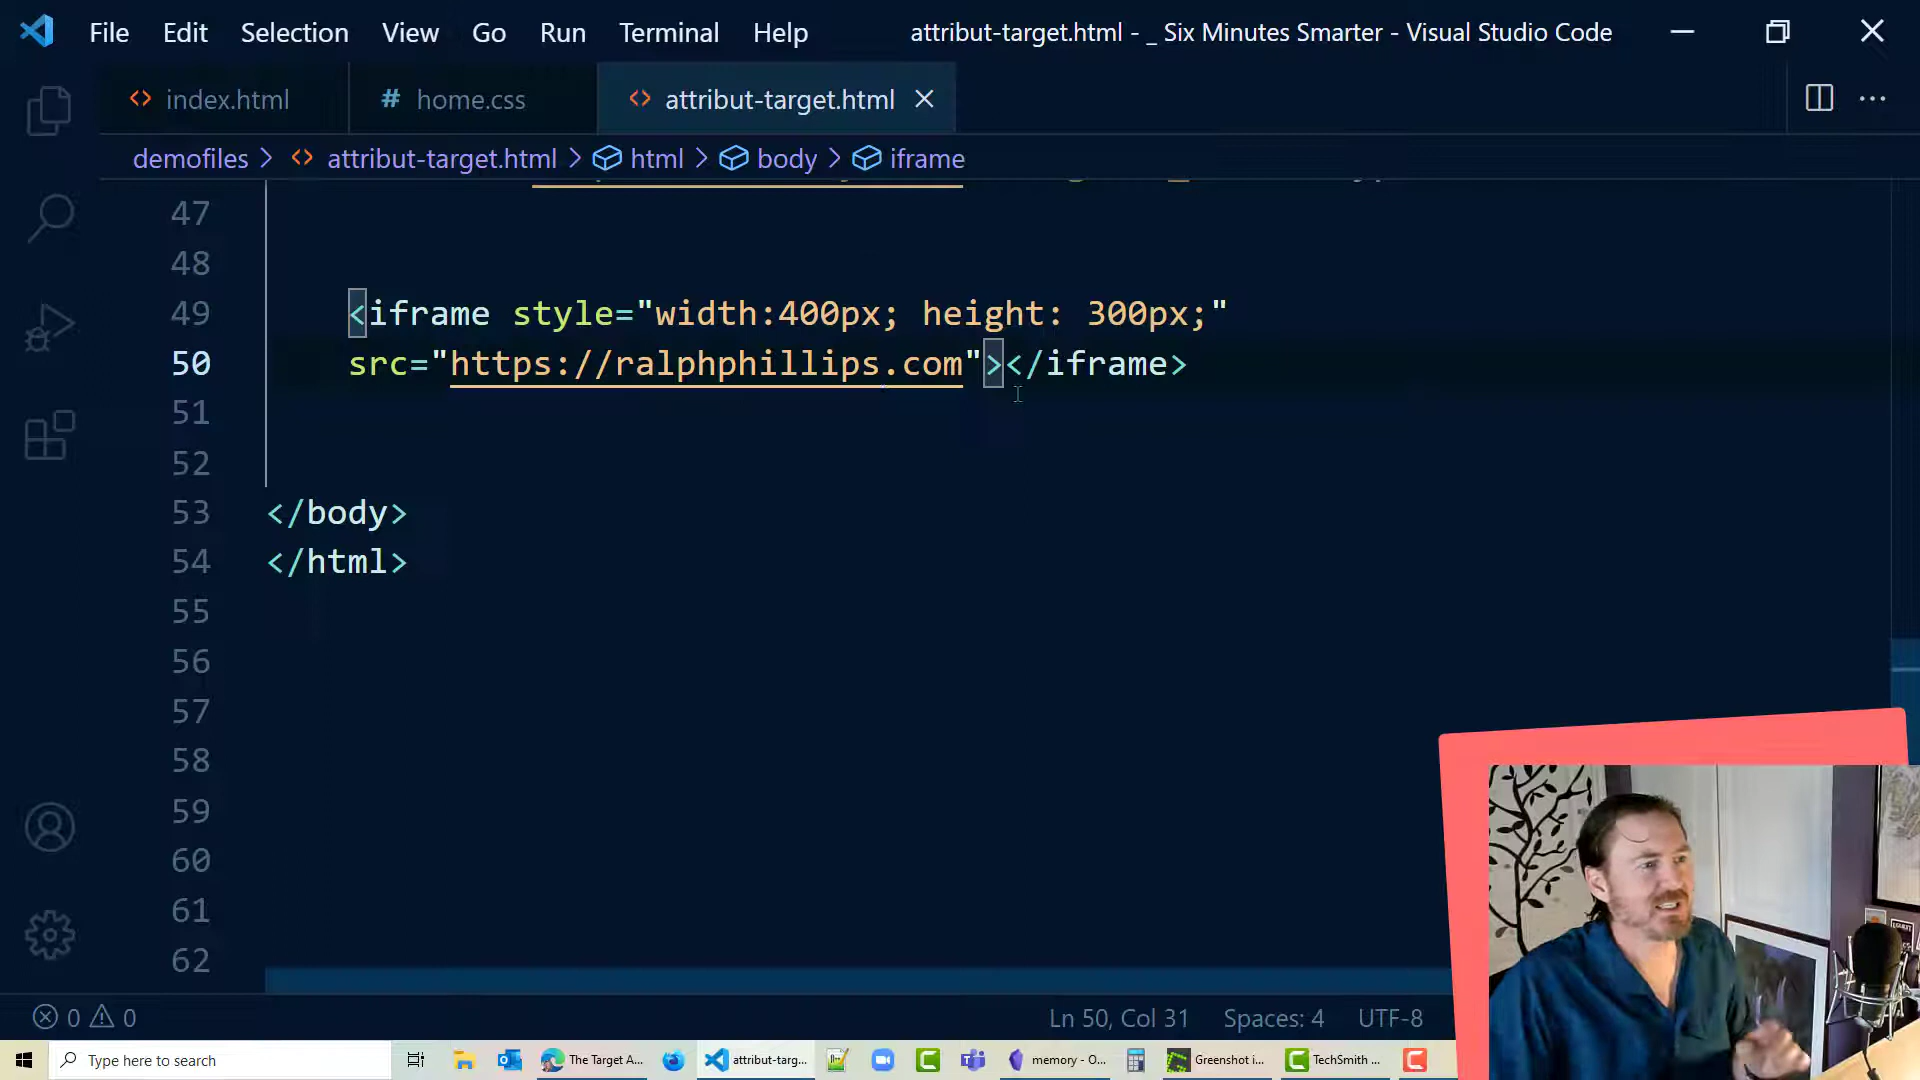 File Edit Selection View Go Run Terminal Help attribut-target.html - _ Six Minutes Smarter - Visual Studio Code
index.html # home.css attribut-target.html
demofiles > attribut-target.html > html > body > iframe
47
48
49 <iframe style="width:400px; height: 300px;"
50 src="https://ralphphillips.com"></iframe>
51
52
53 </body>
54 </html>
55
56
57
58
59
60
61
62
0 0 Ln 50, Col 31 Spaces: 4 UTF-8
Type here to search The Target A... attribut-targ... memory - O... Greenshot i... TechSmith ...